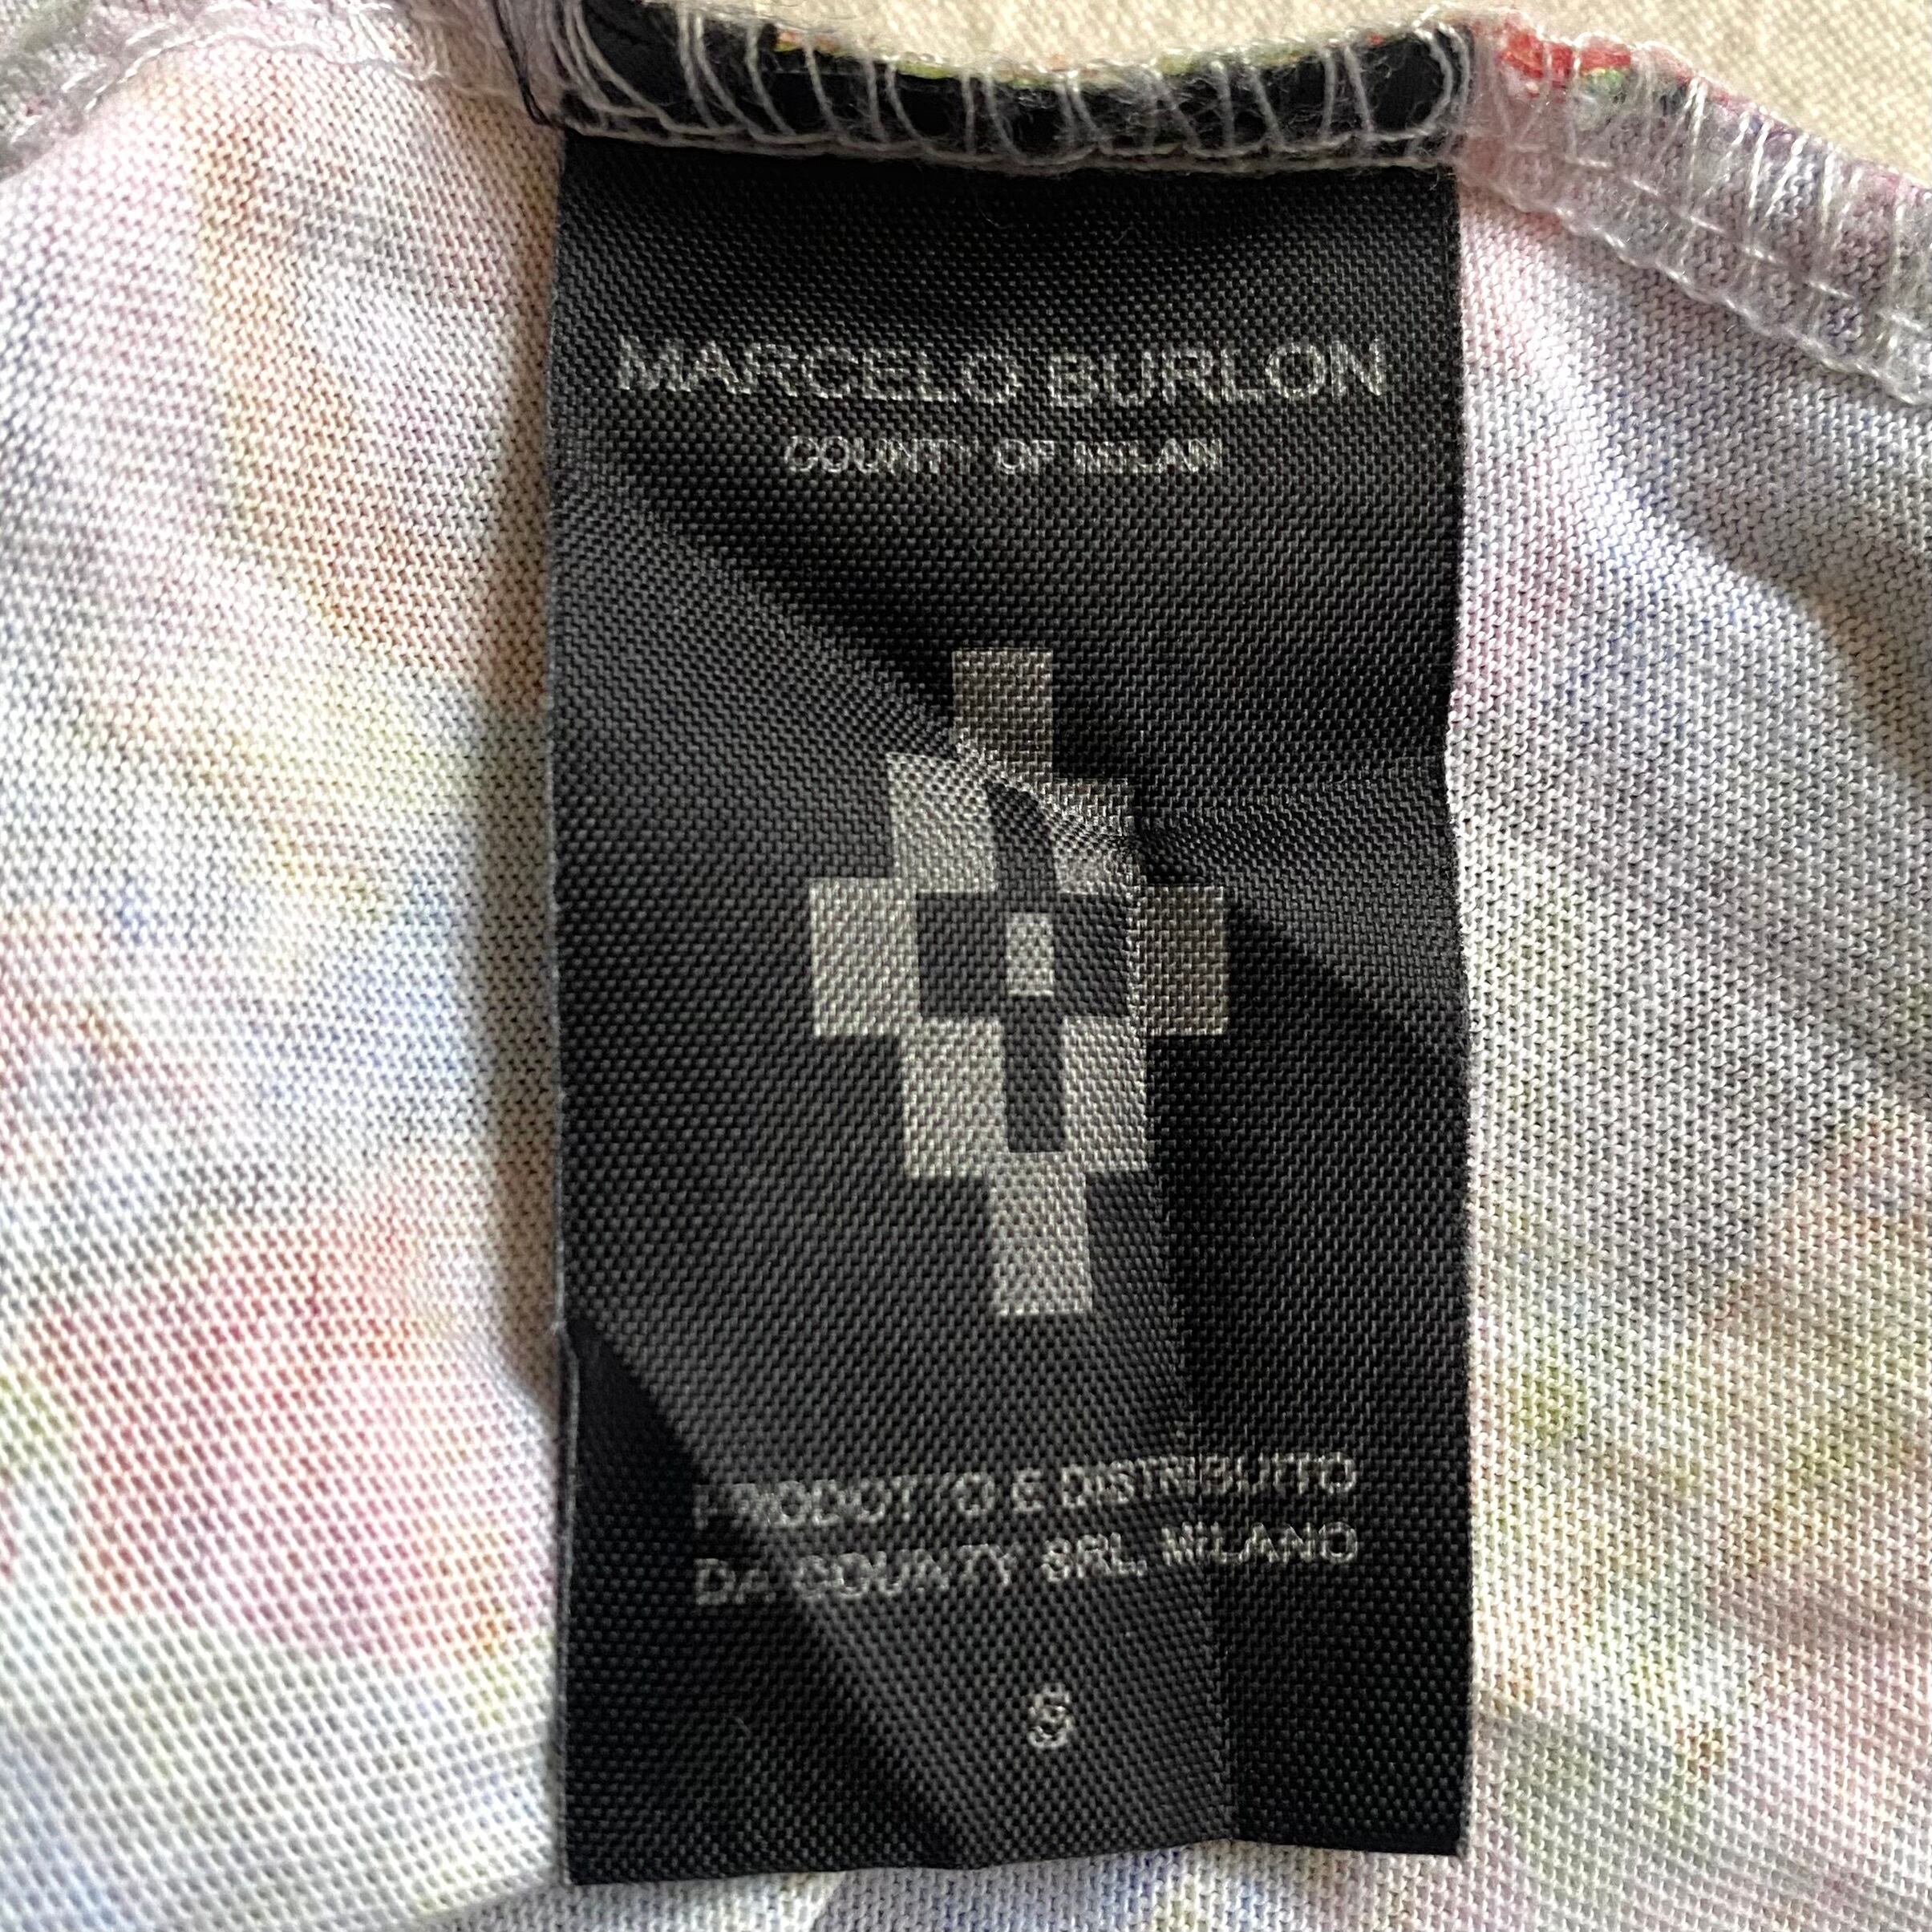 MARCELO BURLON
COUNTY OF MILAN
PRODOTTO E DISTRIBUITO
DA COUNTY SRL, MILANO
S